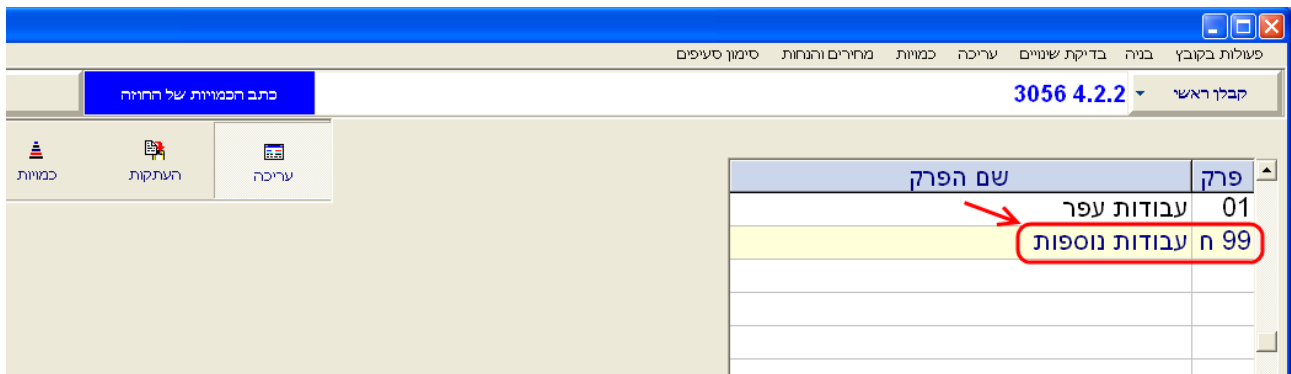 פעולות בקובץ בניה בדיקת שינויים עריכה כמויות מחירים והנחות סימון סעיפים
קבלן ראשי 3056 4.2.2 כתב הכמויות של החוזה
עריכה העתקות כמויות
פרק שם הפרק
01 עבודות עפר
99 ח עבודות נוספות